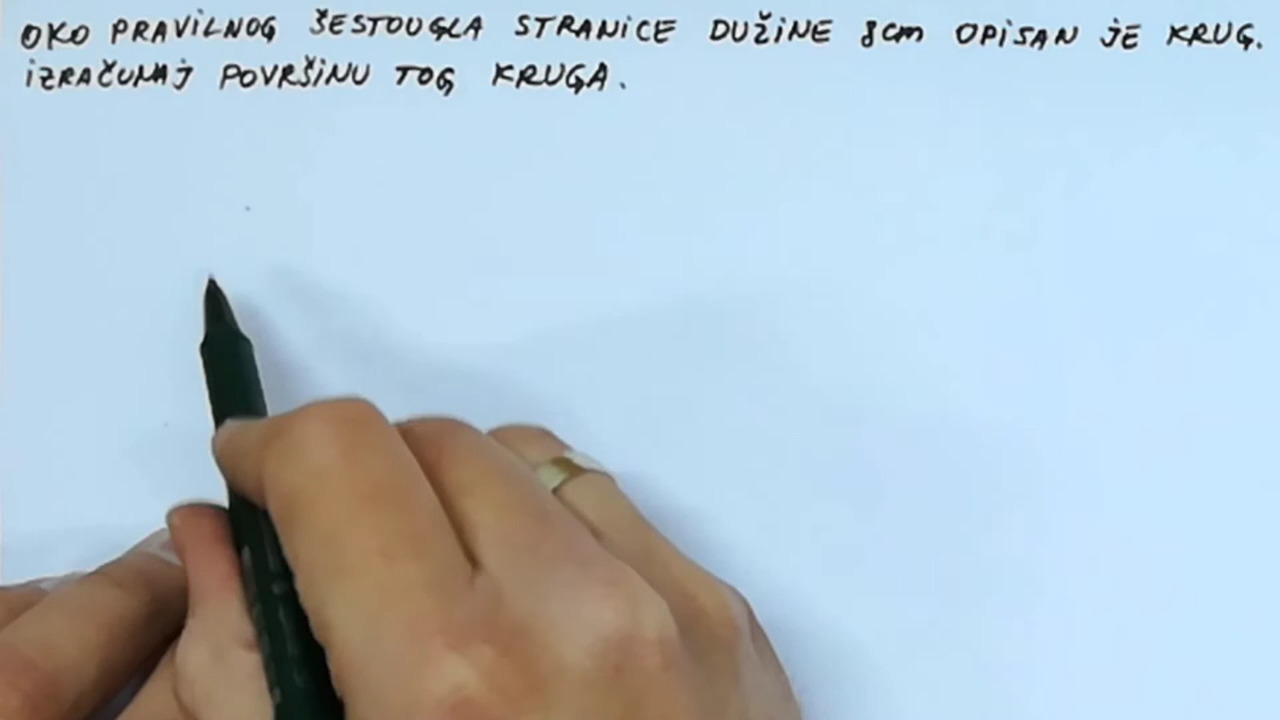 OKO PRAVILNOG ŠESTOUGLA STRANICE DUŽINE 8cm OPISAN JE KRUG.
IZRAČUNAJ POVRŠINU TOG KRUGA.